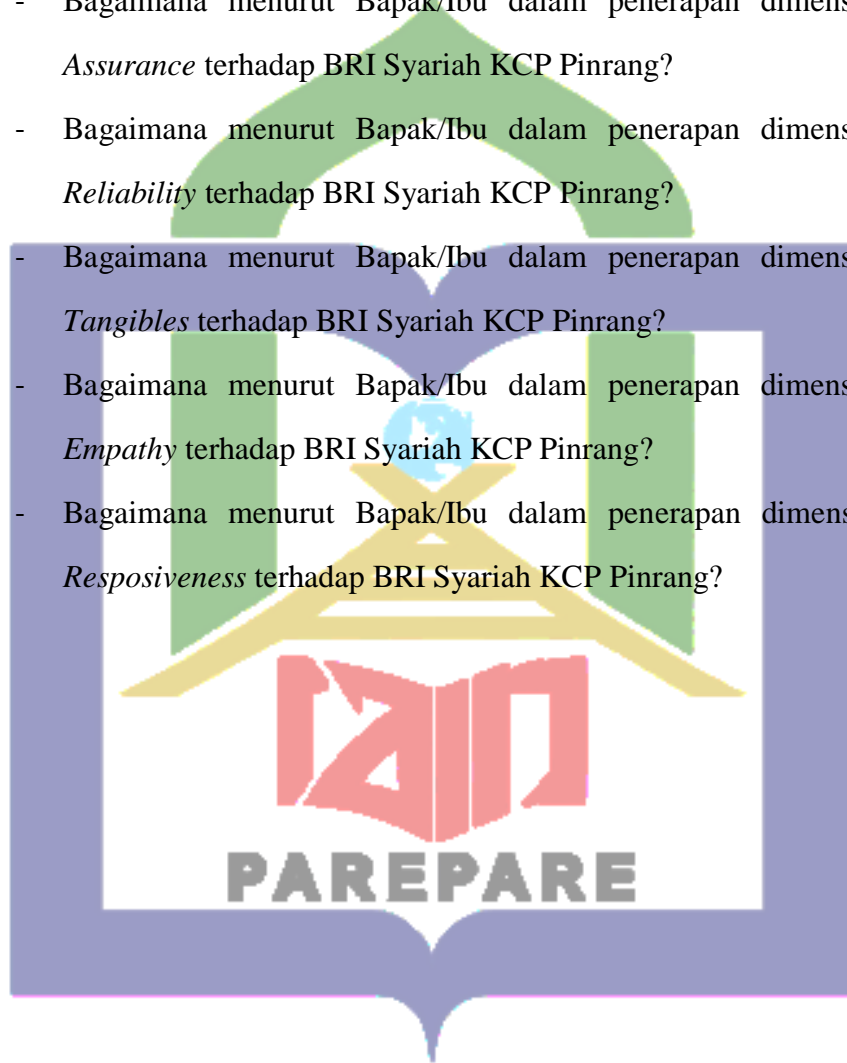 - Bagaimana menurut Bapak/Ibu dalam penerapan dimens
Assurance terhadap BRI Syariah KCP Pinrang?
- Bagaimana menurut Bapak/Ibu dalam penerapan dimens
Reliability terhadap BRI Syariah KCP Pinrang?
- Bagaimana menurut Bapak/Ibu dalam penerapan dimens
Tangibles terhadap BRI Syariah KCP Pinrang?
- Bagaimana menurut Bapak/Ibu dalam penerapan dimens
Empathy terhadap BRI Syariah KCP Pinrang?
- Bagaimana menurut Bapak/Ibu dalam penerapan dimens
Resposiveness terhadap BRI Syariah KCP Pinrang?
iain
PAREPARE